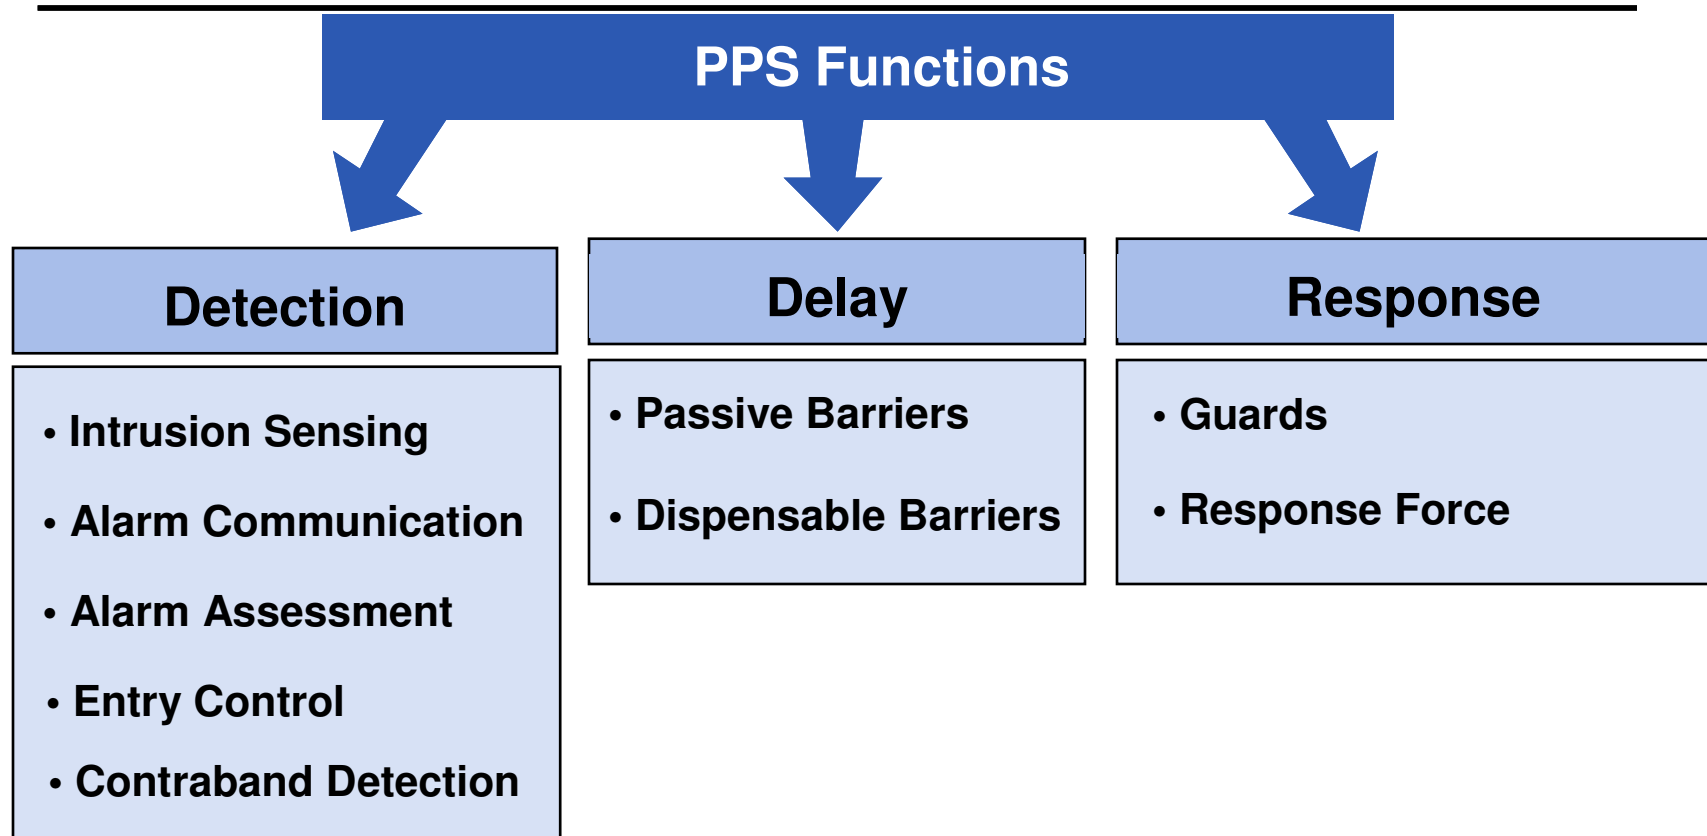 PPS Functions
Detection
• Intrusion Sensing
• Alarm Communication
• Alarm Assessment
• Entry Control
• Contraband Detection
Delay
• Passive Barriers
• Dispensable Barriers
Response
• Guards
• Response Force